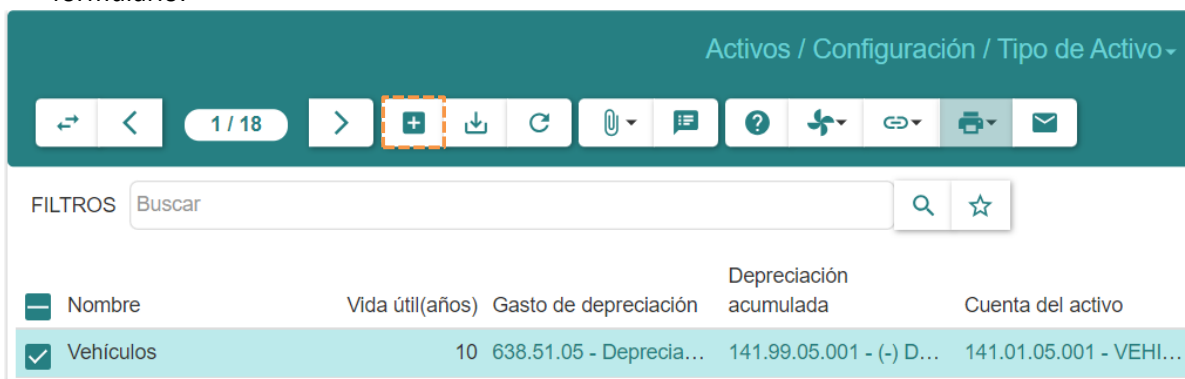 formulario.
Activos / Configuración / Tipo de Activo
1 / 18
FILTROS Buscar
Nombre Vida útil(años) Gasto de depreciación Depreciación acumulada Cuenta del activo
Vehículos 10 638.51.05 - Deprecia... 141.99.05.001 - (-) D... 141.01.05.001 - VEHI...